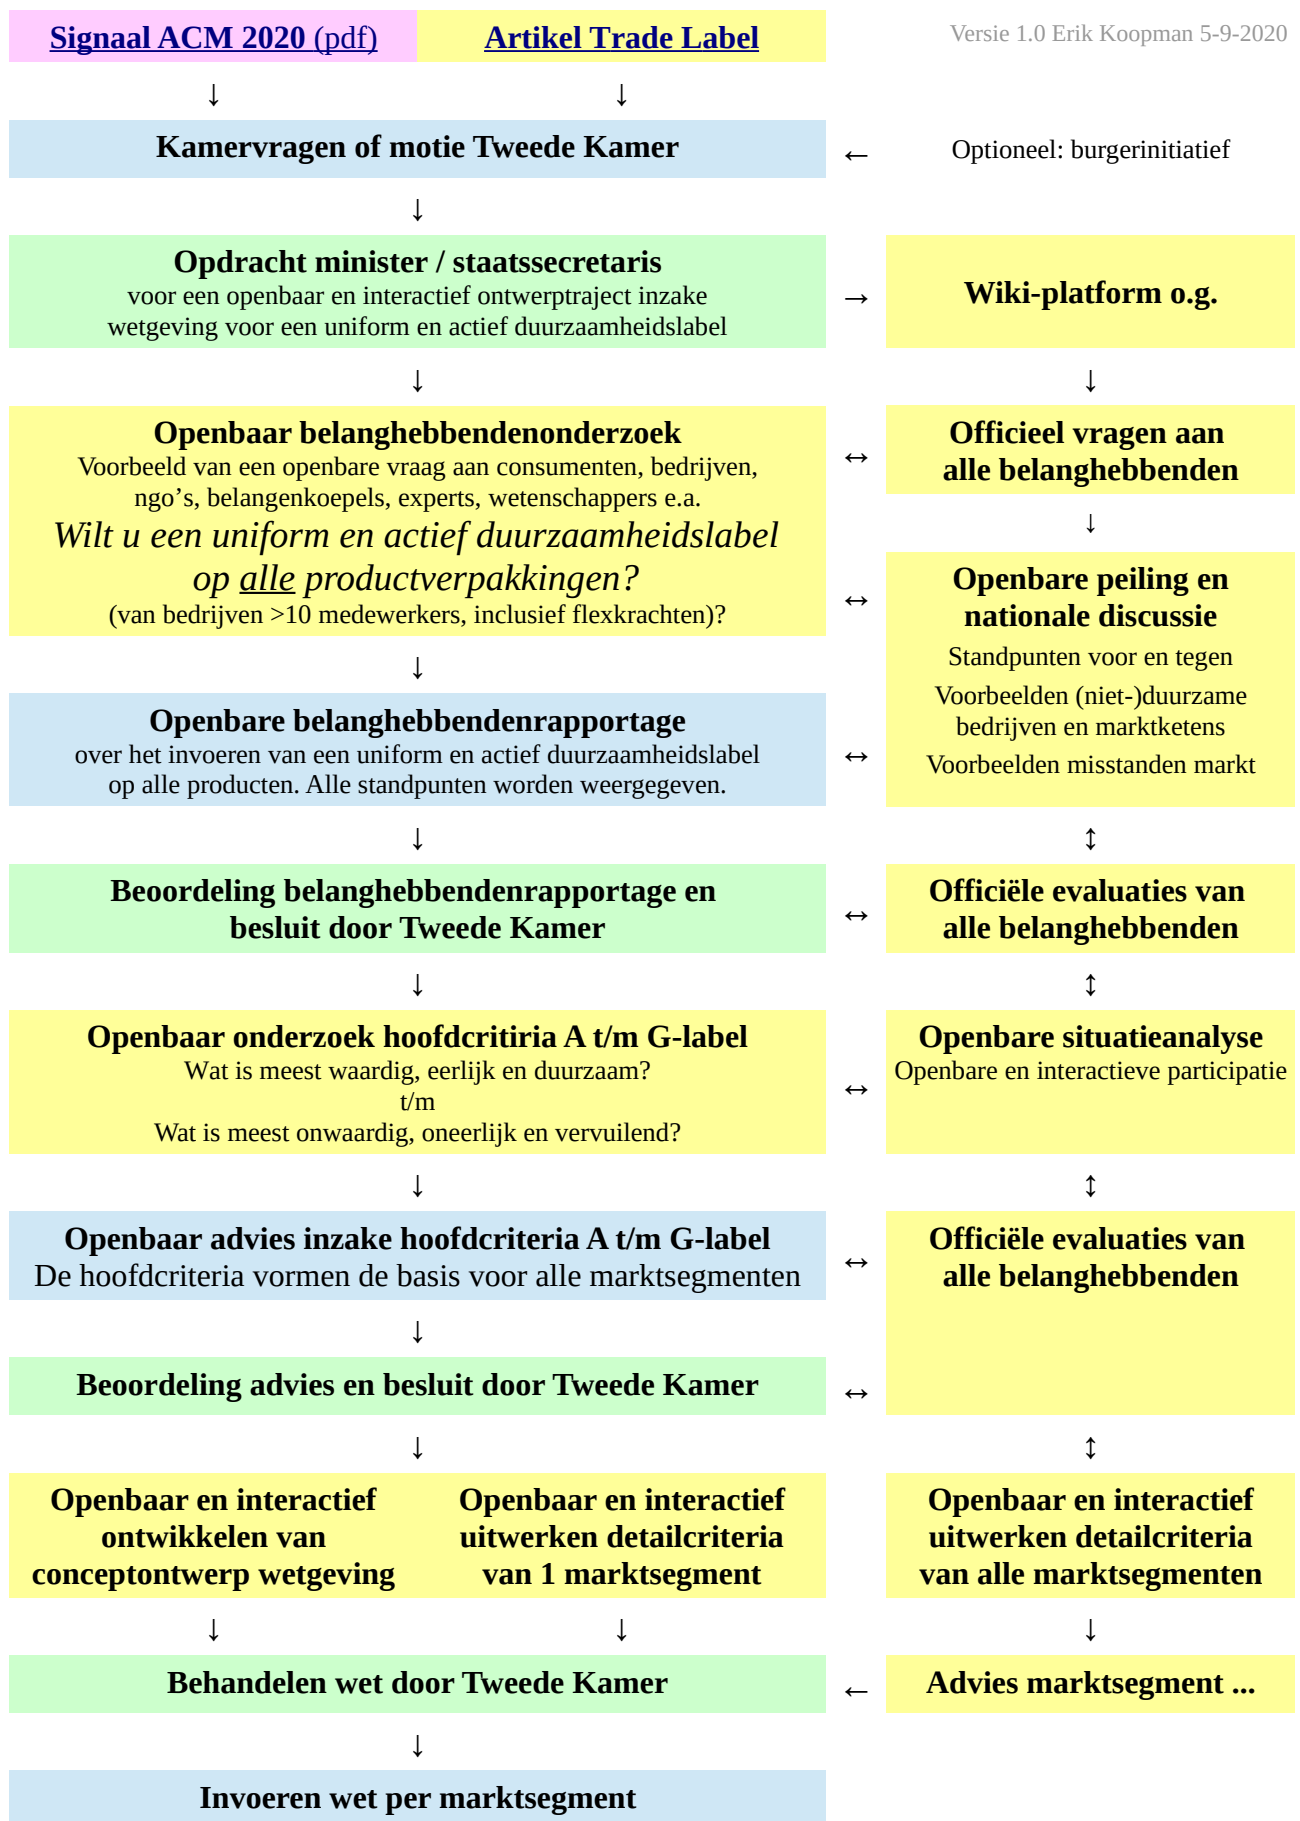 Signaal ACM 2020 (pdf)
Artikel Trade Label
Versie 1.0 Erik Koopman 5-9-2020
↓
↓
Kamervragen of motie Tweede Kamer
←
Optioneel: burgerinitiatief
↓
Opdracht minister / staatssecretaris
voor een openbaar en interactief ontwerptraject inzake
wetgeving voor een uniform en actief duurzaamheidslabel
→
Wiki-platform o.g.
↓
↓
Openbaar belanghebbendenonderzoek
Voorbeeld van een openbare vraag aan consumenten, bedrijven,
ngo’s, belangenkoepels, experts, wetenschappers e.a.
Wilt u een uniform en actief duurzaamheidslabel
op alle productverpakkingen?
(van bedrijven >10 medewerkers, inclusief flexkrachten)?
↔
Officieel vragen aan
alle belanghebbenden
↓
↔
Openbare peiling en
nationale discussie
Standpunten voor en tegen
Voorbeelden (niet-)duurzame
bedrijven en marktketens
Voorbeelden misstanden markt
↓
Openbare belanghebbendenrapportage
over het invoeren van een uniform en actief duurzaamheidslabel
op alle producten. Alle standpunten worden weergegeven.
↔
↓
↕
Beoordeling belanghebbendenrapportage en
besluit door Tweede Kamer
↔
Officiële evaluaties van
alle belanghebbenden
↓
↕
Openbaar onderzoek hoofdcritiria A t/m G-label
Wat is meest waardig, eerlijk en duurzaam?
t/m
Wat is meest onwaardig, oneerlijk en vervuilend?
↔
Openbare situatieanalyse
Openbare en interactieve participatie
↓
↕
Openbaar advies inzake hoofdcriteria A t/m G-label
De hoofdcriteria vormen de basis voor alle marktsegmenten
↔
Officiële evaluaties van
alle belanghebbenden
↓
Beoordeling advies en besluit door Tweede Kamer
↔
↓
↕
Openbaar en interactief
ontwikkelen van
conceptontwerp wetgeving
Openbaar en interactief
uitwerken detailcriteria
van 1 marktsegment
Openbaar en interactief
uitwerken detailcriteria
van alle marktsegmenten
↓
↓
↓
Behandelen wet door Tweede Kamer
←
Advies marktsegment ...
↓
Invoeren wet per marktsegment